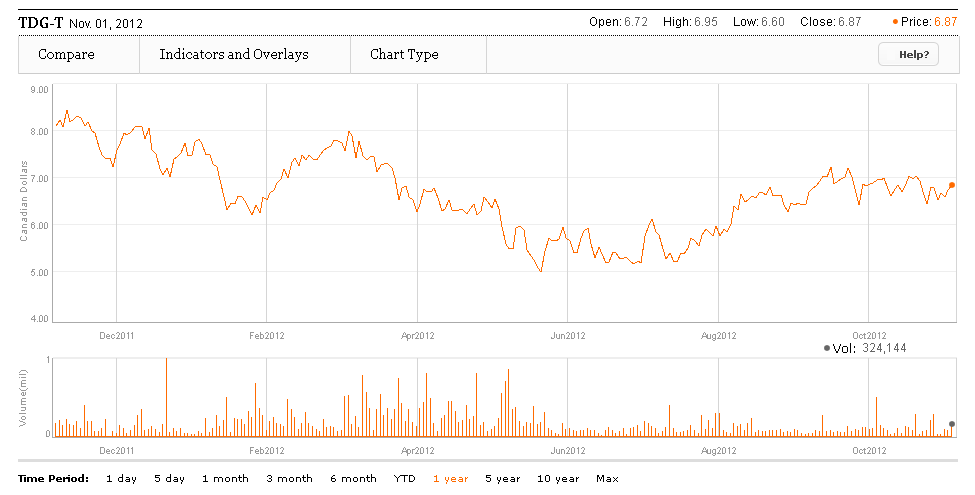 TDG-T Nov. 01, 2012 Open: 6.72 High: 6.95 Low: 6.60 Close: 6.87 Price: 6.87
Compare Indicators and Overlays Chart Type Help?
9.00
8.00
7.00
6.00
5.00
4.00
Canadian Dollars
Dec2011 Feb2012 Apr2012 Jun2012 Aug2012 Oct2012
Vol: 324,144
1
0
Volume(mil)
Dec2011 Feb2012 Apr2012 Jun2012 Aug2012 Oct2012
Time Period: 1 day 5 day 1 month 3 month 6 month YTD 1 year 5 year 10 year Max